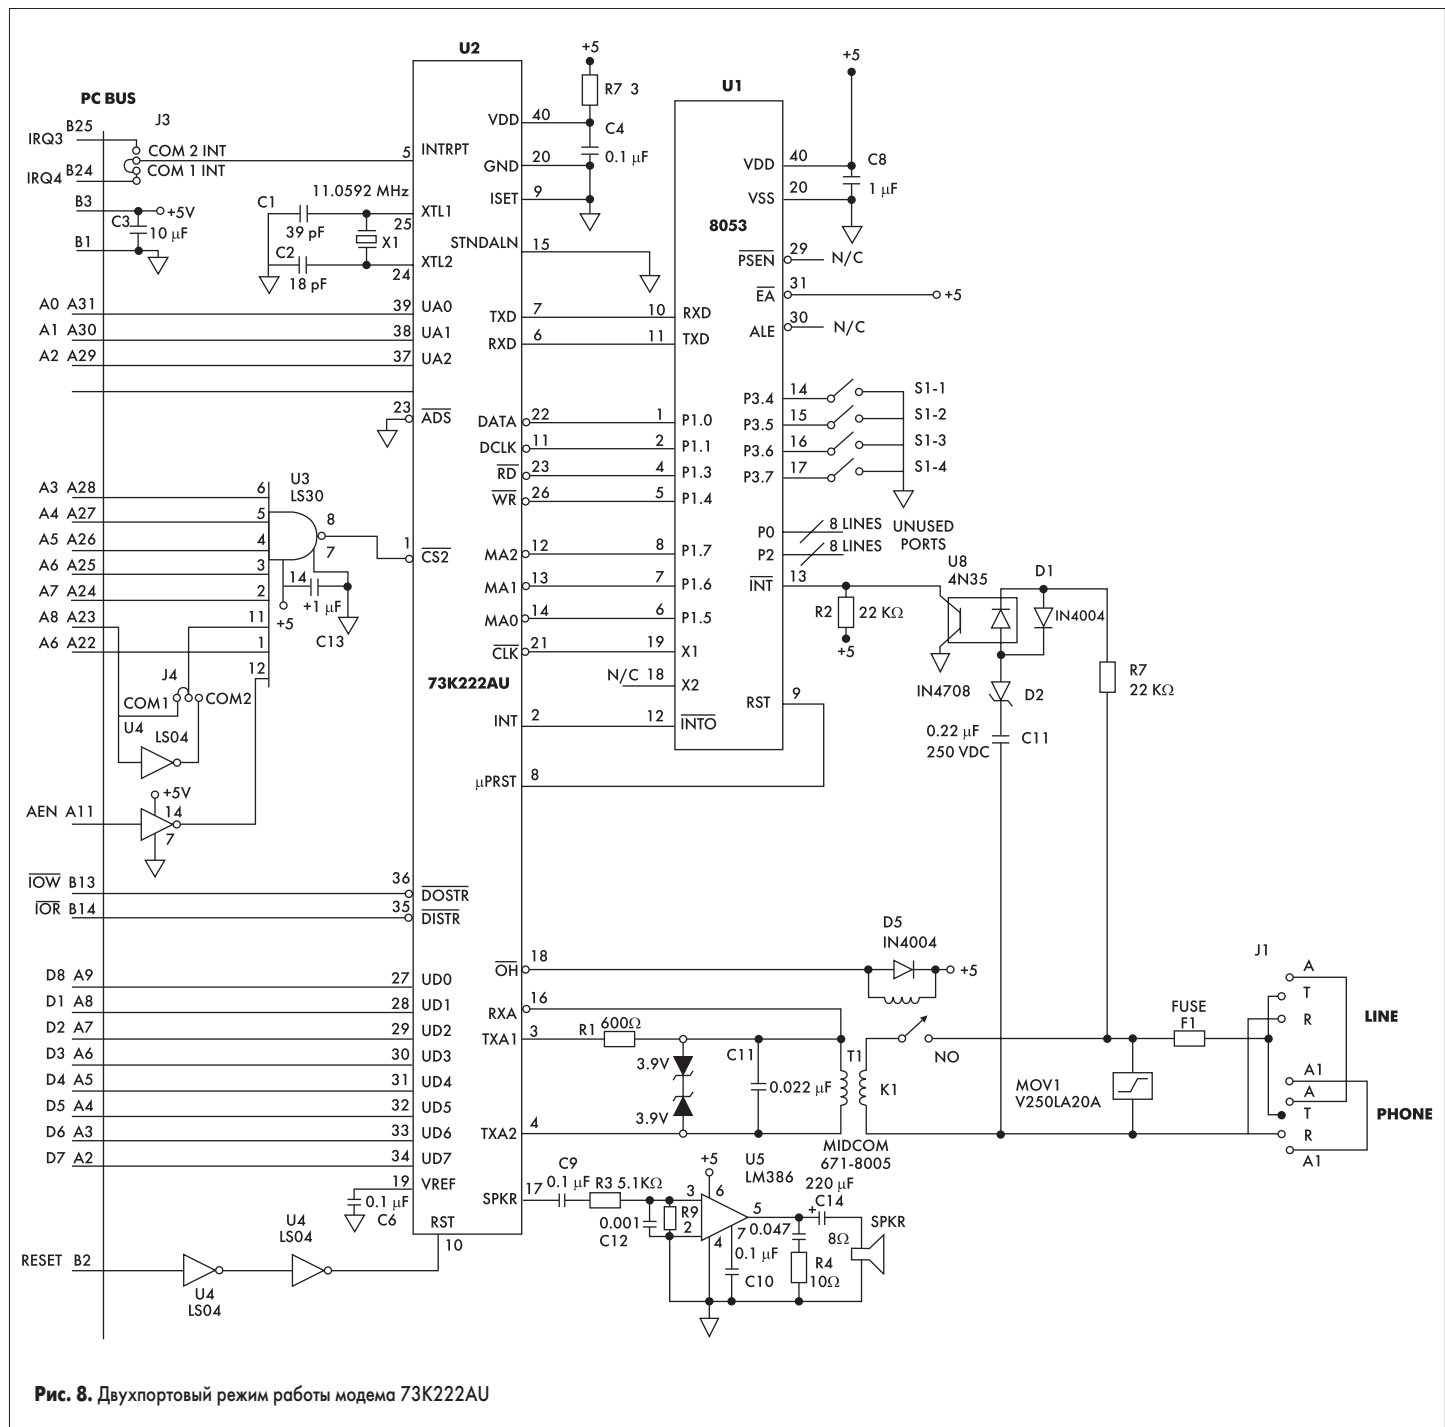 U2
+5
+5
PC BUS
J3
U1
R7 3
IRQ3 B25
COM 2 INT
COM 1 INT
IRQ4 B24
5 INTRPT
VDD 40
C4
0.1 µF
GND 20
ISET 9
VDD 40
C8
1 µF
VSS 20
8053
B3
+5V
C3
10 µF
B1
11.0592 MHz
C1
39 pF
C2
18 pF
X1
25 XTL1
24 XTL2
STNDALN 15
PSEN 29 N/C
EA 31 +5
ALE 30 N/C
A0 A31 39 UA0
A1 A30 38 UA1
A2 A29 37 UA2
TXD 7 10 RXD
RXD 6 11 TXD
23 ADS
P3.4 14 S1-1
P3.5 15 S1-2
P3.6 16 S1-3
P3.7 17 S1-4
DATA 22 1 P1.0
DCLK 11 2 P1.1
RD 23 4 P1.3
WR 26 5 P1.4
MA2 12 8 P1.7
MA1 13 7 P1.6
MA0 14 6 P1.5
CLK 21 19 X1
N/C 18 X2
INT 2 12 INTO
P0 8 LINES
P2 8 LINES
UNUSED
PORTS
INT 13
RST 9
µPRST 8
U3
LS30
A3 A28 6
A4 A27 5
A5 A26 4
A6 A25 3
A7 A24 2
A8 A23 11
A6 A22 1
12
8
7
14
+1 µF
+5
C13
1 CS2
73K222AU
J4
COM1
COM2
U4
LS04
+5V
14
7
AEN A11
U8
4N35
D1
IN4004
R2
22 KΩ
+5
IN4708
D2
0.22 µF
250 VDC
C11
R7
22 KΩ
IOW B13 36 DOSTR
IOR B14 35 DISTR
D8 A9 27 UD0
D1 A8 28 UD1
D2 A7 29 UD2
D3 A6 30 UD3
D4 A5 31 UD4
D5 A4 32 UD5
D6 A3 33 UD6
D7 A2 34 UD7
19 VREF
0.1 µF
C6
RST
10
OH 18
RXA 16
TXA1 3
TXA2 4
SPKR 17
D5
IN4004
+5
R1 600Ω
3.9V
3.9V
C11
0.022 µF
T1
K1
NO
MIDCOM
671-8005
FUSE
F1
MOV1
V250LA20A
J1
A
T
R
LINE
A1
A
T
R
A1
PHONE
C9
0.1 µF
R3 5.1KΩ
0.001
C12
R9
+5
U5
LM386
3
2
6
4
7
5
0.1 µF
C10
0.047
R4
10Ω
220 µF
+ C14
8Ω
SPKR
RESET B2
U4
LS04
U4
LS04
Рис. 8. Двухпортовый режим работы модема 73K222AU